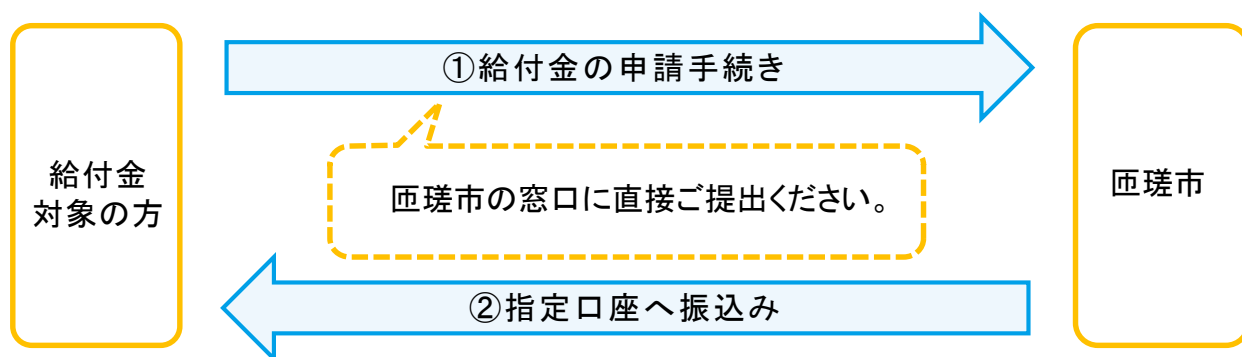 ①給付金の申請手続き
給付金
対象の方
匝瑳市の窓口に直接ご提出ください。
匝瑳市
②指定口座へ振込み